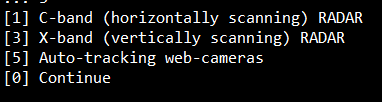 [1] C-band (horizontally scanning) RADAR
[3] X-band (vertically scanning) RADAR
[5] Auto-tracking web-cameras
[0] Continue